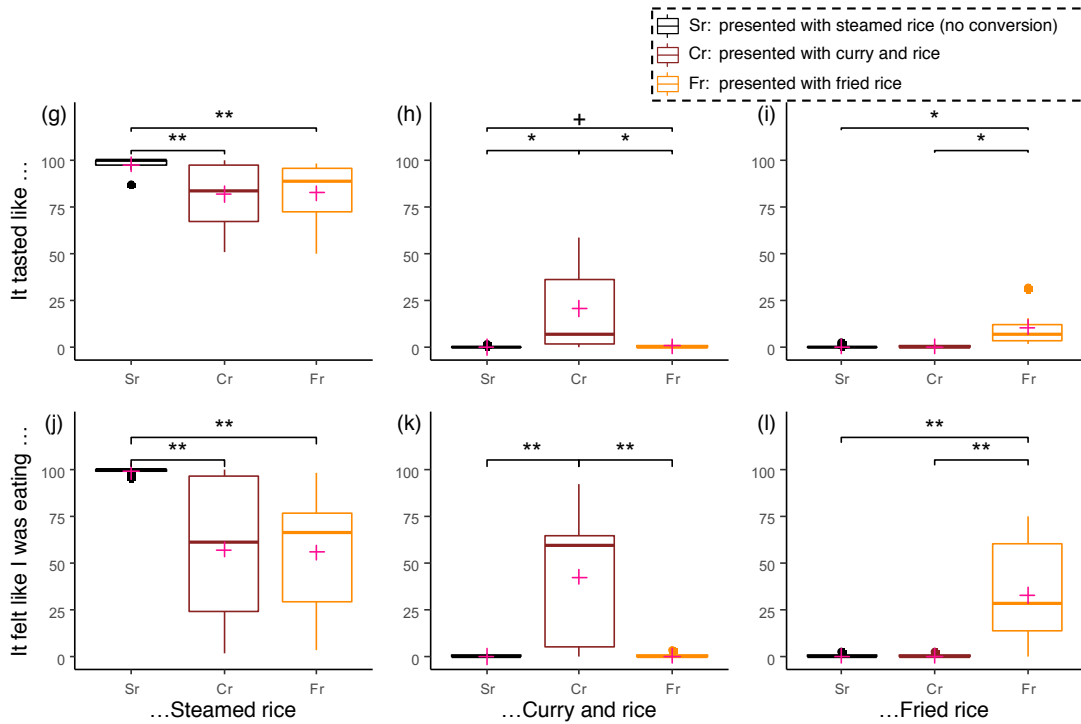 Sr: presented with steamed rice (no conversion)
Cr: presented with curry and rice
Fr: presented with fried rice
It tasted like ...
(g)
**
**
100
75
50
25
0
Sr Cr Fr
(h)
+
* *
100
75
50
25
0
Sr Cr Fr
(i)
*
*
100
75
50
25
0
Sr Cr Fr
It felt like I was eating ...
(j)
**
**
100
75
50
25
0
Sr Cr Fr
...Steamed rice
(k)
** **
100
75
50
25
0
Sr Cr Fr
...Curry and rice
(l)
**
**
100
75
50
25
0
Sr Cr Fr
...Fried rice